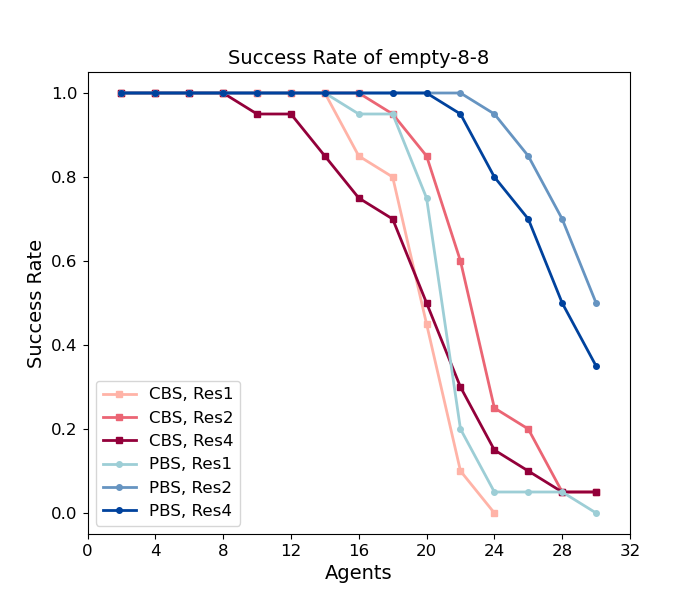 Success Rate of empty-8-8
Success Rate
1.0
0.8
0.6
0.4
0.2
0.0
CBS, Res1
CBS, Res2
CBS, Res4
PBS, Res1
PBS, Res2
PBS, Res4
0 4 8 12 16 20 24 28 32
Agents